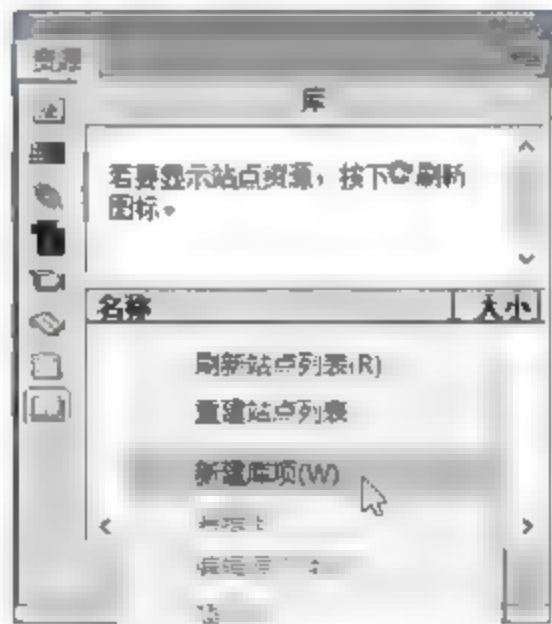 资源
库
若要显示站点资源，按下 刷新
图标。
名称 大小
刷新站点列表(R)
重建站点列表
新建库项(W)